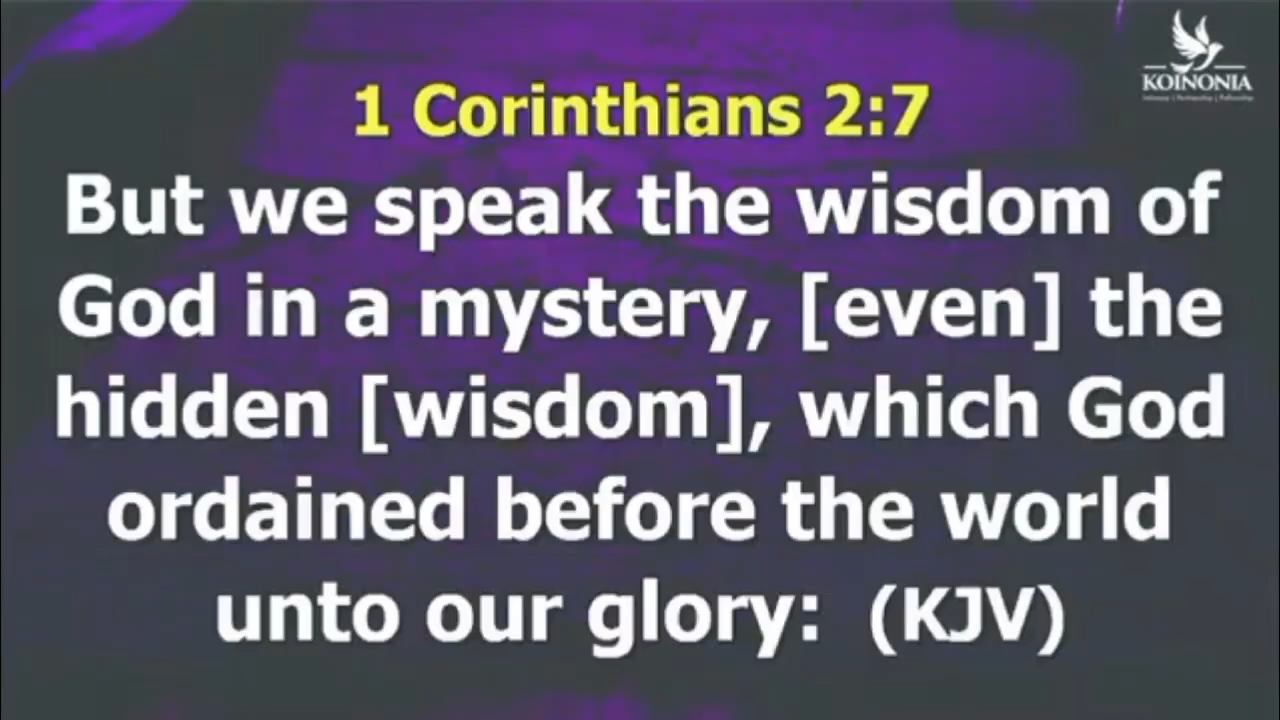 KOINONIA
1 Corinthians 2:7
But we speak the wisdom of
God in a mystery, [even] the
hidden [wisdom], which God
ordained before the world
unto our glory: (KJV)